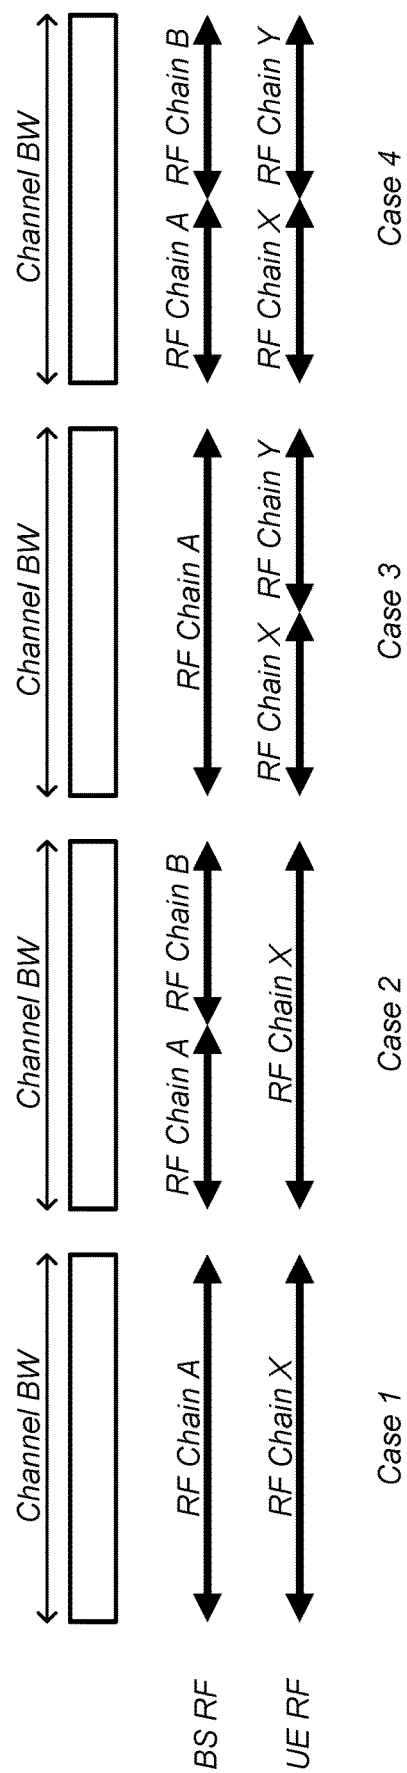 Channel BW
Channel BW
Channel BW
Channel BW
BS RF
RF Chain A
RF Chain A
RF Chain B
RF Chain A
RF Chain A
RF Chain B
UE RF
RF Chain X
RF Chain X
RF Chain X
RF Chain Y
RF Chain X
RF Chain Y
Case 1
Case 2
Case 3
Case 4